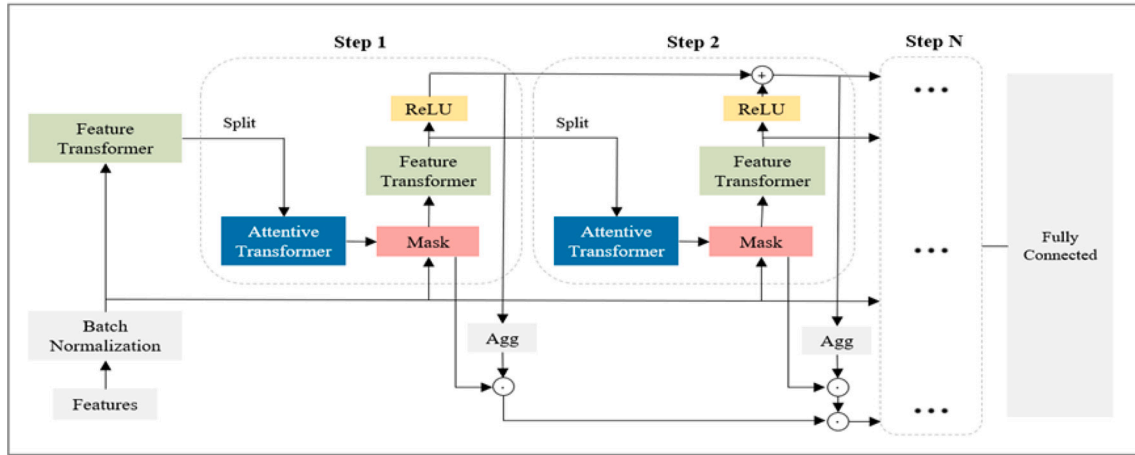 Step 1
Step 2
Step N
Feature
Transformer
Split
ReLU
Feature
Transformer
Attentive
Transformer
Mask
Split
ReLU
Feature
Transformer
Attentive
Transformer
Mask
+
...
...
...
Fully
Connected
Batch
Normalization
Features
Agg
Agg
.
.
.